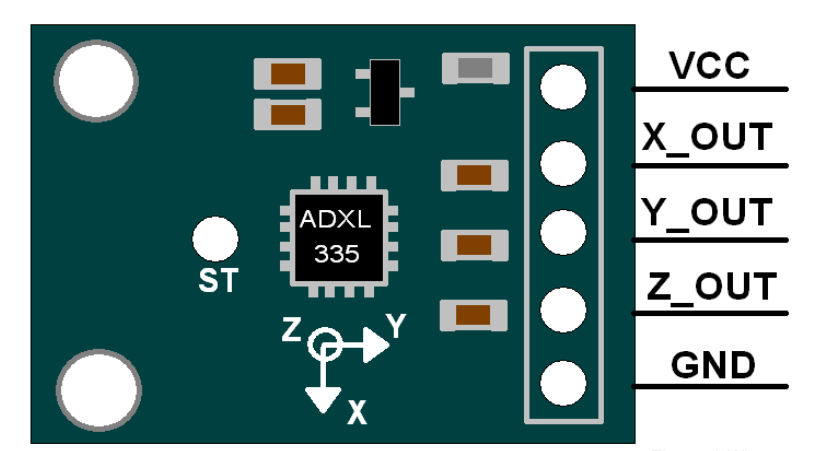 VCC
X_OUT
Y_OUT
Z_OUT
GND
ADXL
335
ST
Z
Y
X